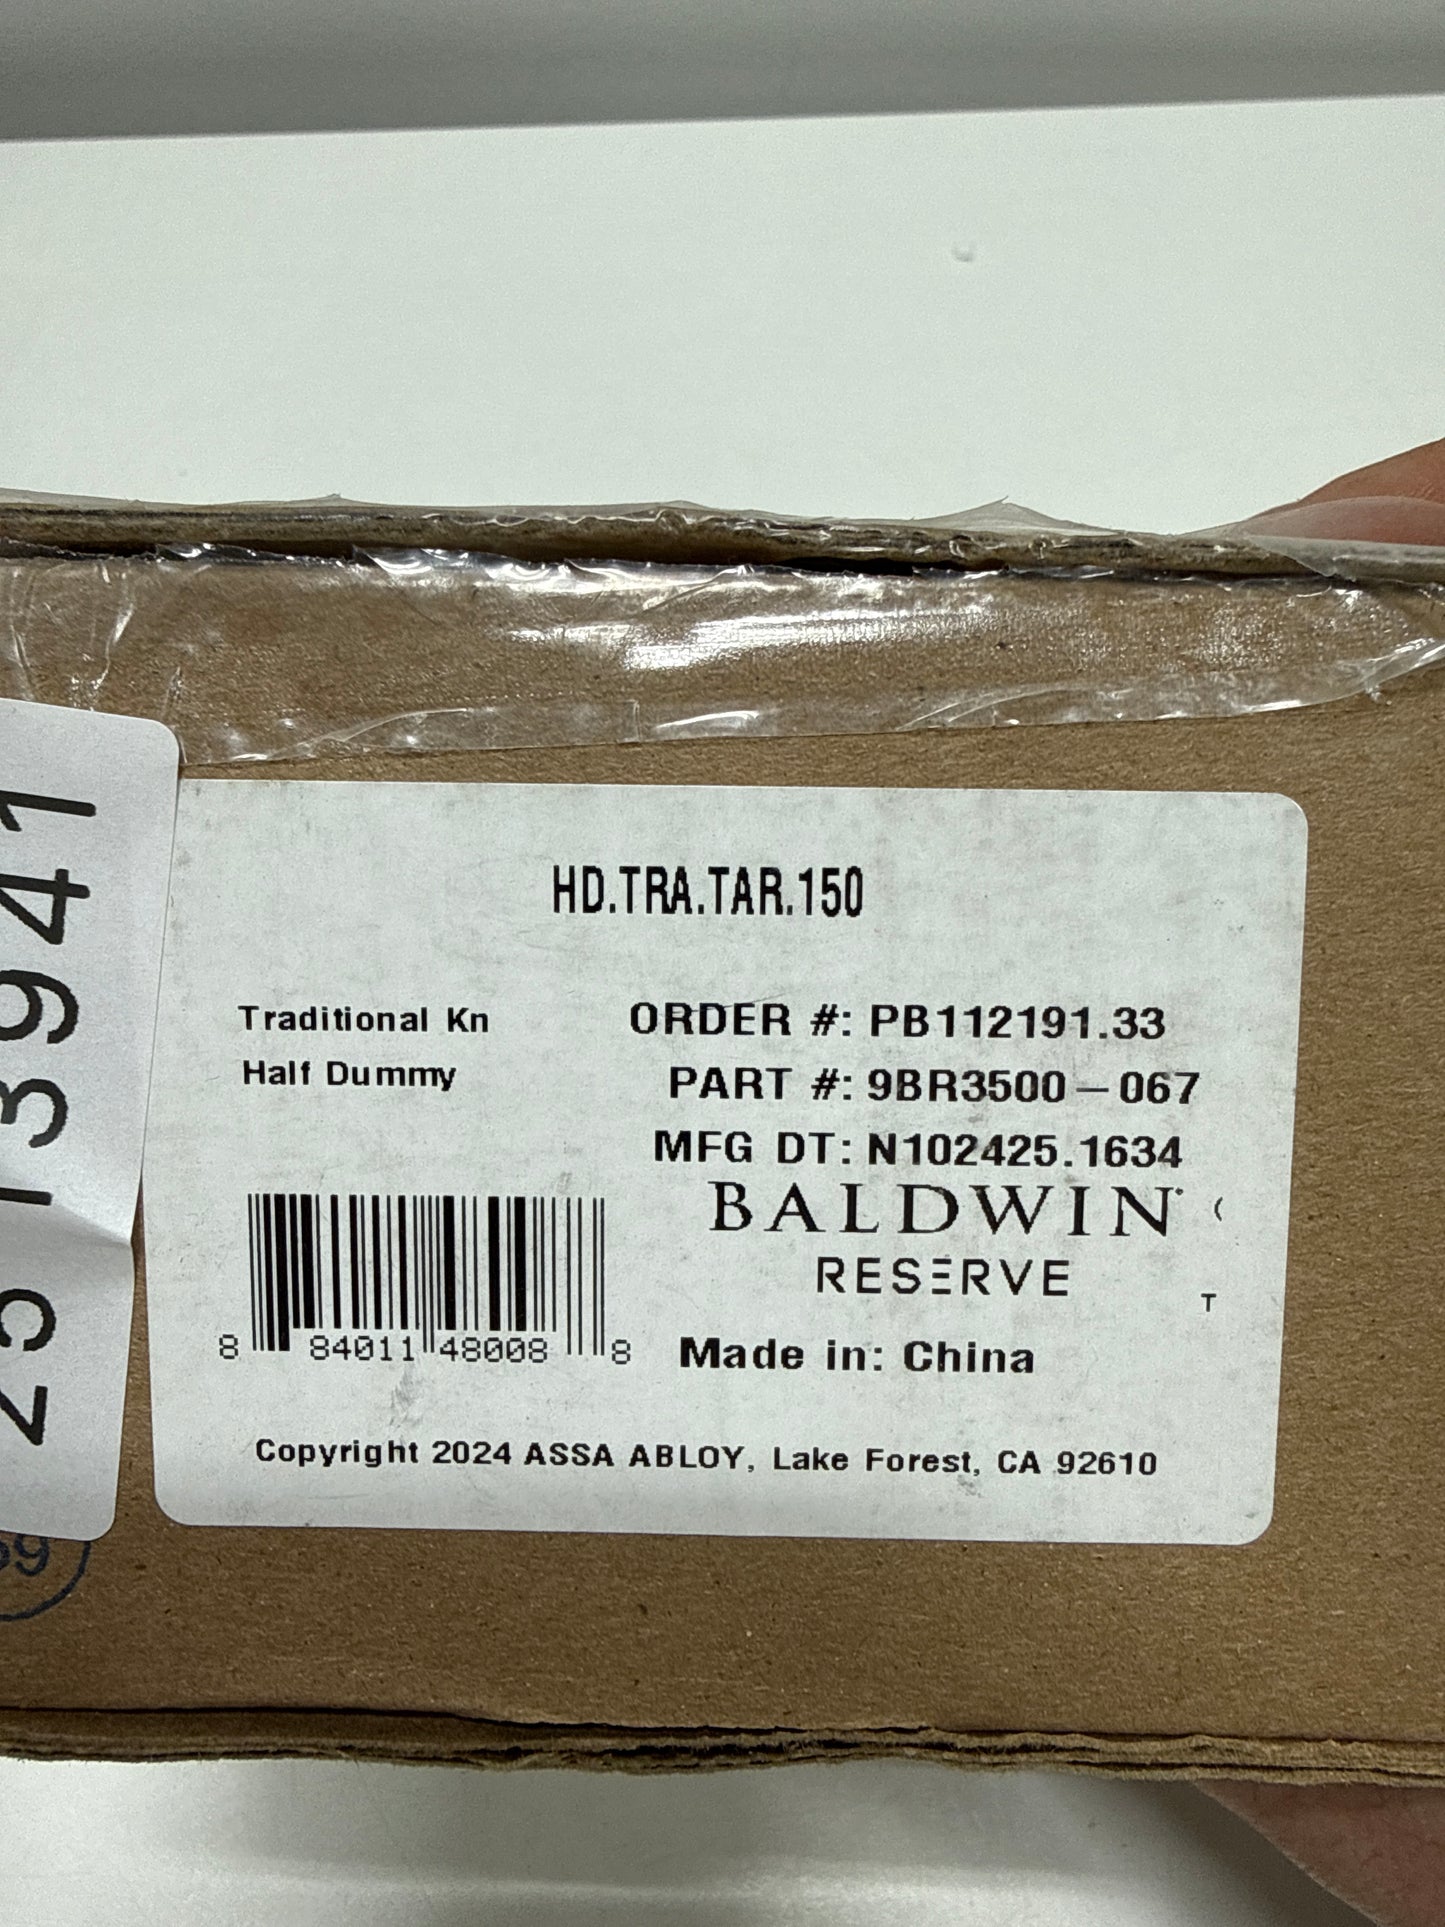 HD.TRA.TAR.150
Traditional Kn
Half Dummy
ORDER #: PB112191.33
PART #: 9BR3500-067
MFG DT: N102425.1634
BALDWIN
RESERVE
T
Made in: China
8 84011 48008 8
Copyright 2024 ASSA ABLOY, Lake Forest, CA 92610